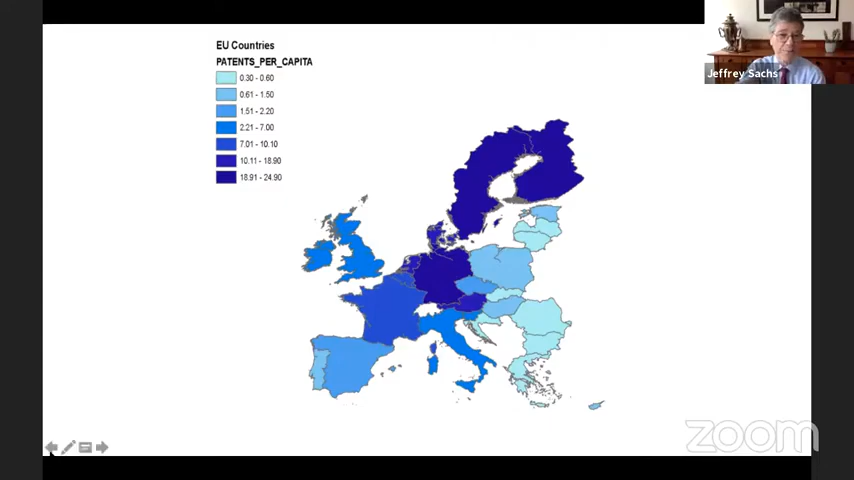 EU Countries
PATENTS_PER_CAPITA
0.30 - 0.60
0.61 - 1.50
1.51 - 2.20
2.21 - 7.00
7.01 - 10.10
10.11 - 18.90
18.91 - 24.90
Jeffrey Sachs
zoom